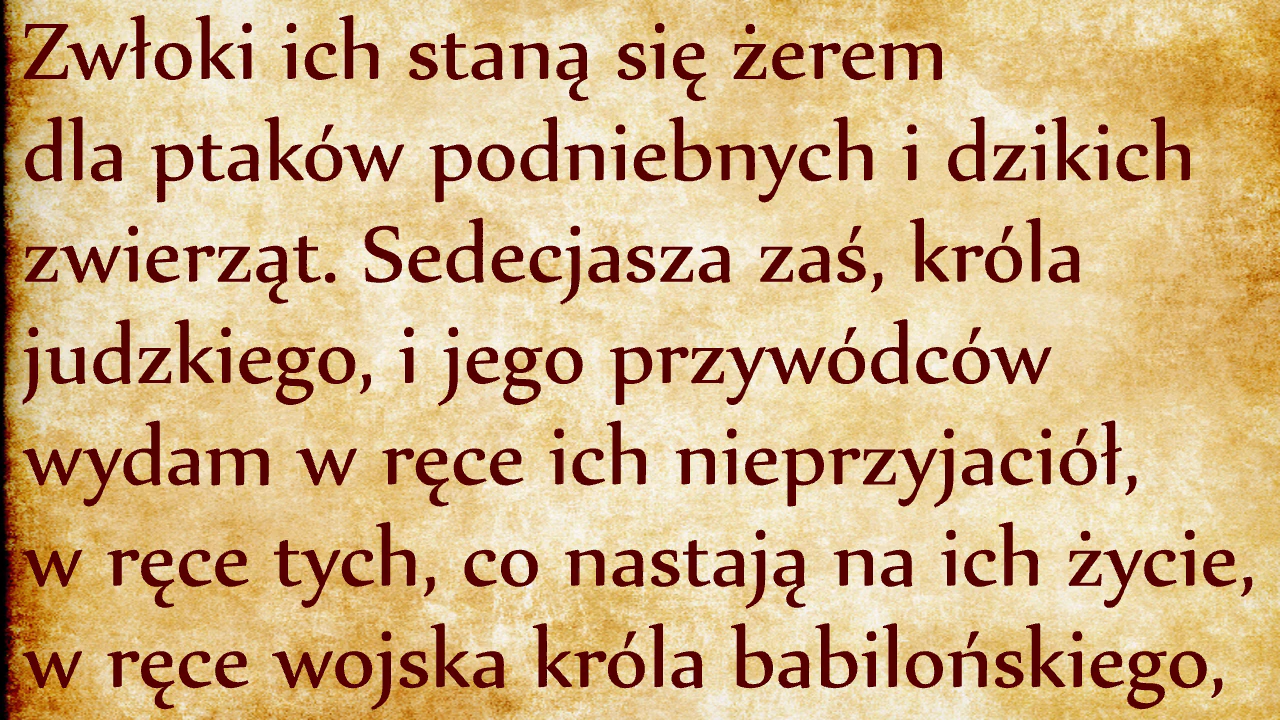 Zwłoki ich staną się żerem
dla ptaków podniebnych i dzikich
zwierząt. Sedecjasza zaś, króla
judzkiego, i jego przywódców
wydam w ręce ich nieprzyjaciół,
w ręce tych, co nastają na ich życie,
w ręce wojska króla babilońskiego,